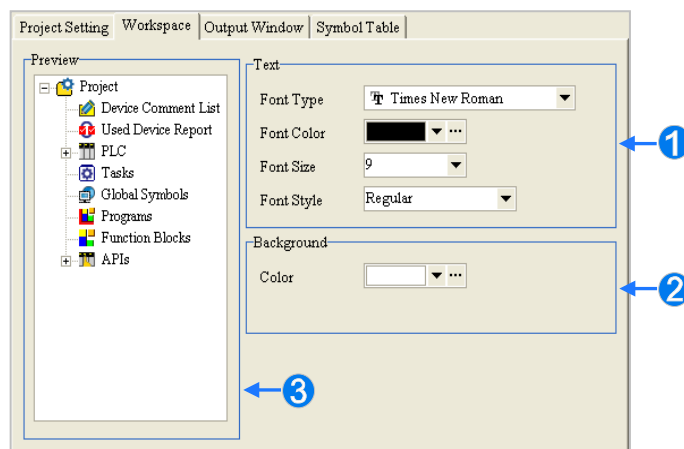 Project Setting Workspace Output Window Symbol Table
Preview
Project
Device Comment List
Used Device Report
PLC
Tasks
Global Symbols
Programs
Function Blocks
APIs
Text
Font Type Times New Roman
Font Color
Font Size 9
Font Style Regular
1
Background
Color
2
3